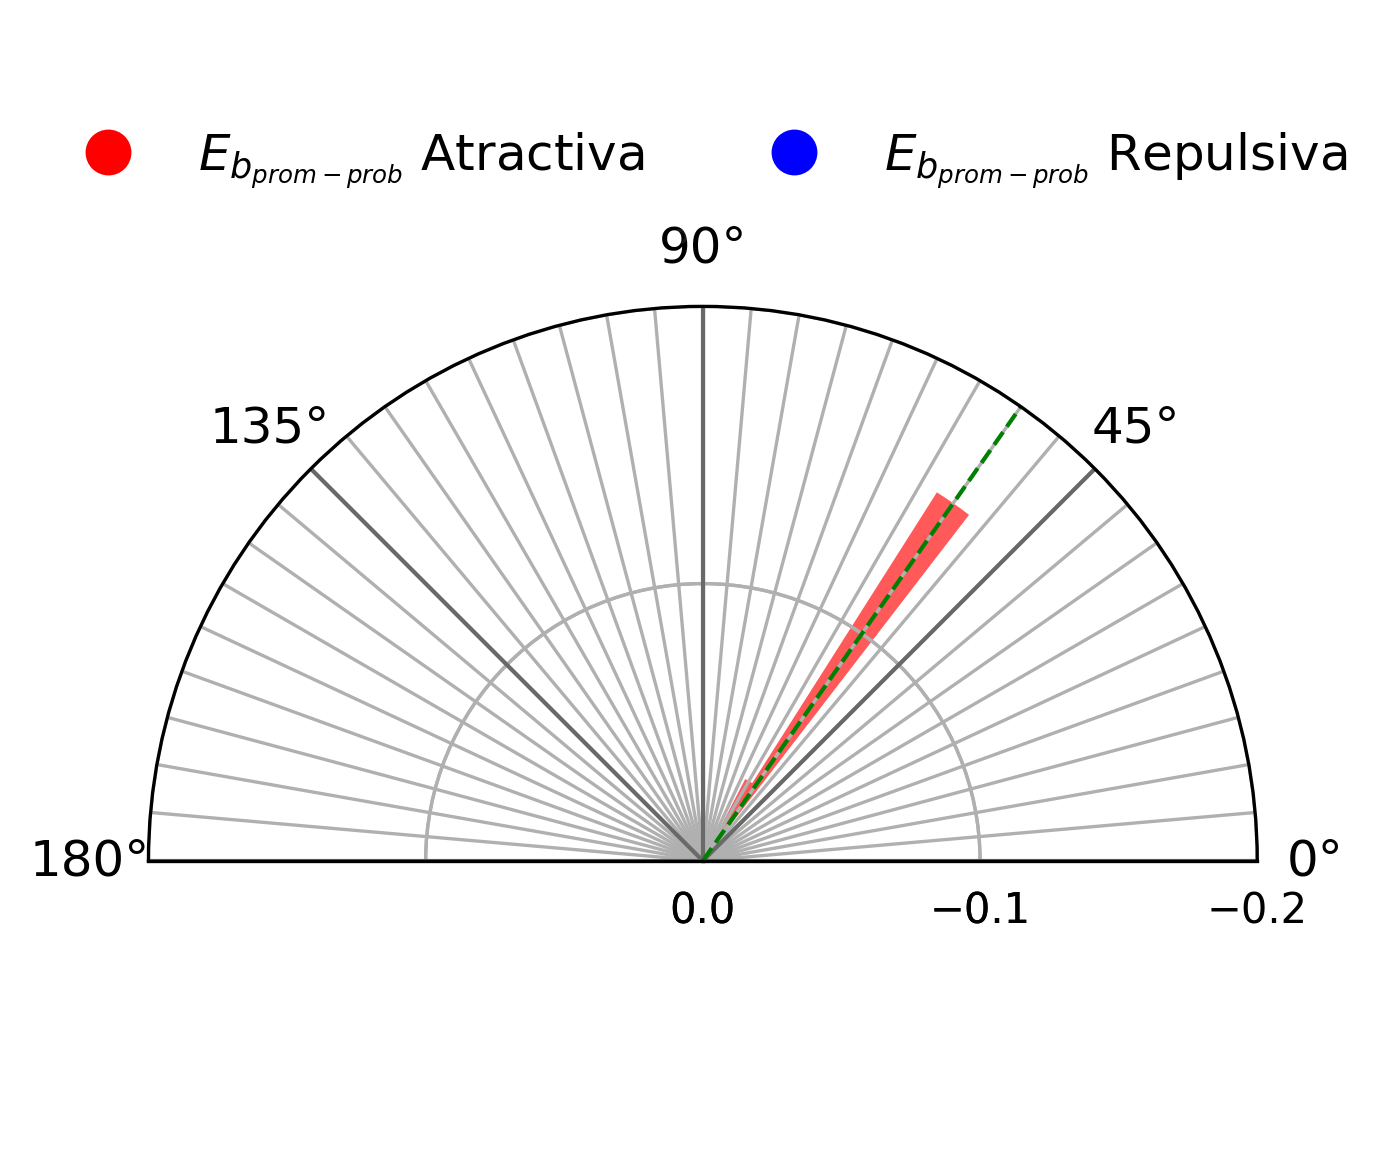 E_{b_{prom-prob}} Atractiva E_{b_{prom-prob}} Repulsiva
90°
135° 45°
180° 0°
0.0 −0.1 −0.2